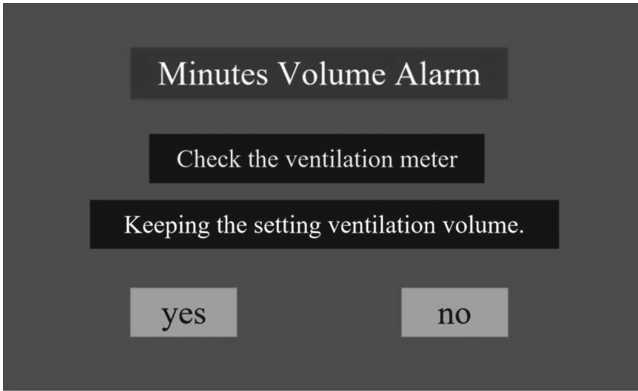 Minutes Volume Alarm
Check the ventilation meter
Keeping the setting ventilation volume.
yes
no